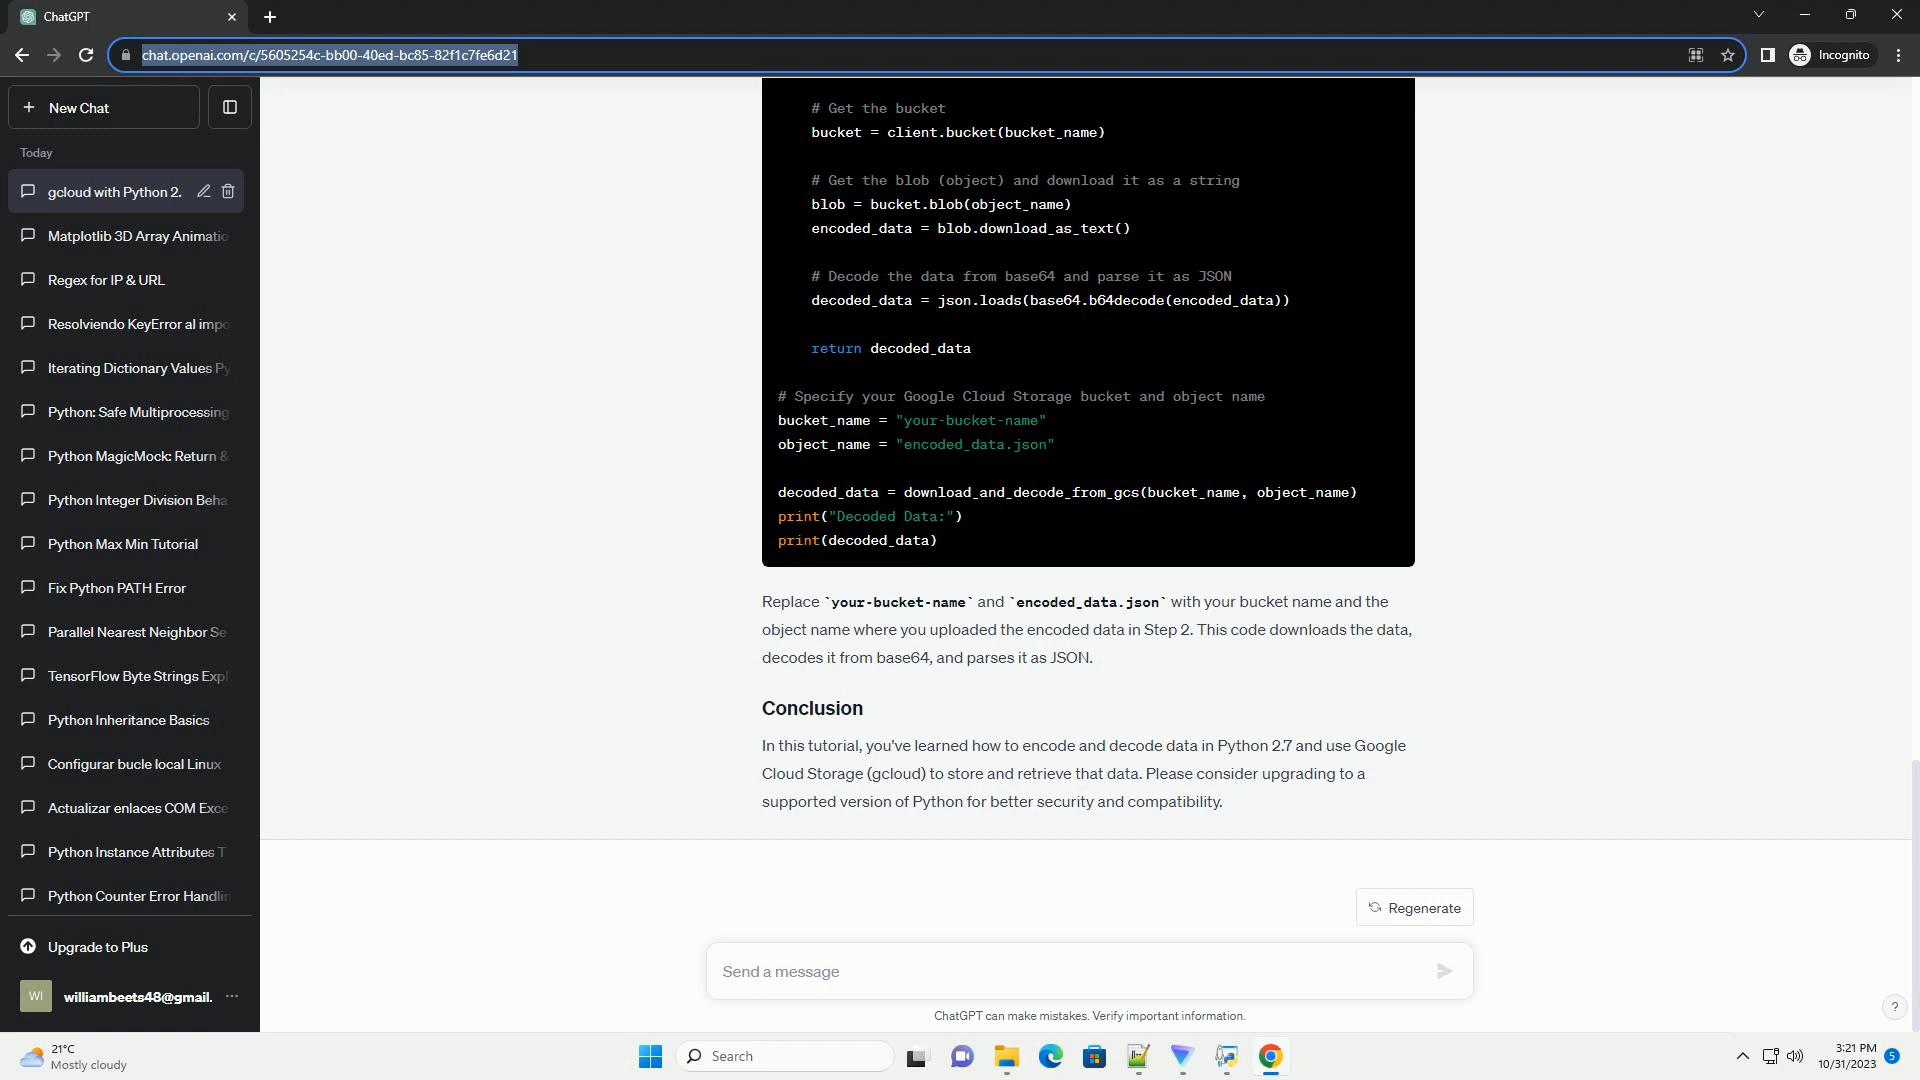 ChatGPT
chat.openai.com/c/5605254c-bb00-40ed-bc85-82f1c7fe6d21
Incognito
New Chat
Today
gcloud with Python 2.
Matplotlib 3D Array Animatio
Regex for IP & URL
Resolviendo KeyError al impo
Iterating Dictionary Values Py
Python: Safe Multiprocessing
Python MagicMock: Return &
Python Integer Division Beha
Python Max Min Tutorial
Fix Python PATH Error
Parallel Nearest Neighbor Se
TensorFlow Byte Strings Expl
Python Inheritance Basics
Configurar bucle local Linux
Actualizar enlaces COM Exce
Python Instance Attributes T
Python Counter Error Handlin
Upgrade to Plus
WI
williambeets48@gmail.
# Get the bucket
bucket = client.bucket(bucket_name)
# Get the blob (object) and download it as a string
blob = bucket.blob(object_name)
encoded_data = blob.download_as_text()
# Decode the data from base64 and parse it as JSON
decoded_data = json.loads(base64.b64decode(encoded_data))
return decoded_data
# Specify your Google Cloud Storage bucket and object name
bucket_name = "your-bucket-name"
object_name = "encoded_data.json"
decoded_data = download_and_decode_from_gcs(bucket_name, object_name)
print("Decoded Data:")
print(decoded_data)
Replace `your-bucket-name` and `encoded_data.json` with your bucket name and the
object name where you uploaded the encoded data in Step 2. This code downloads the data,
decodes it from base64, and parses it as JSON.
Conclusion
In this tutorial, you've learned how to encode and decode data in Python 2.7 and use Google
Cloud Storage (gcloud) to store and retrieve that data. Please consider upgrading to a
supported version of Python for better security and compatibility.
Regenerate
Send a message
ChatGPT can make mistakes. Verify important information.
?
21°C
Mostly cloudy
Search
3:21 PM
10/31/2023
5